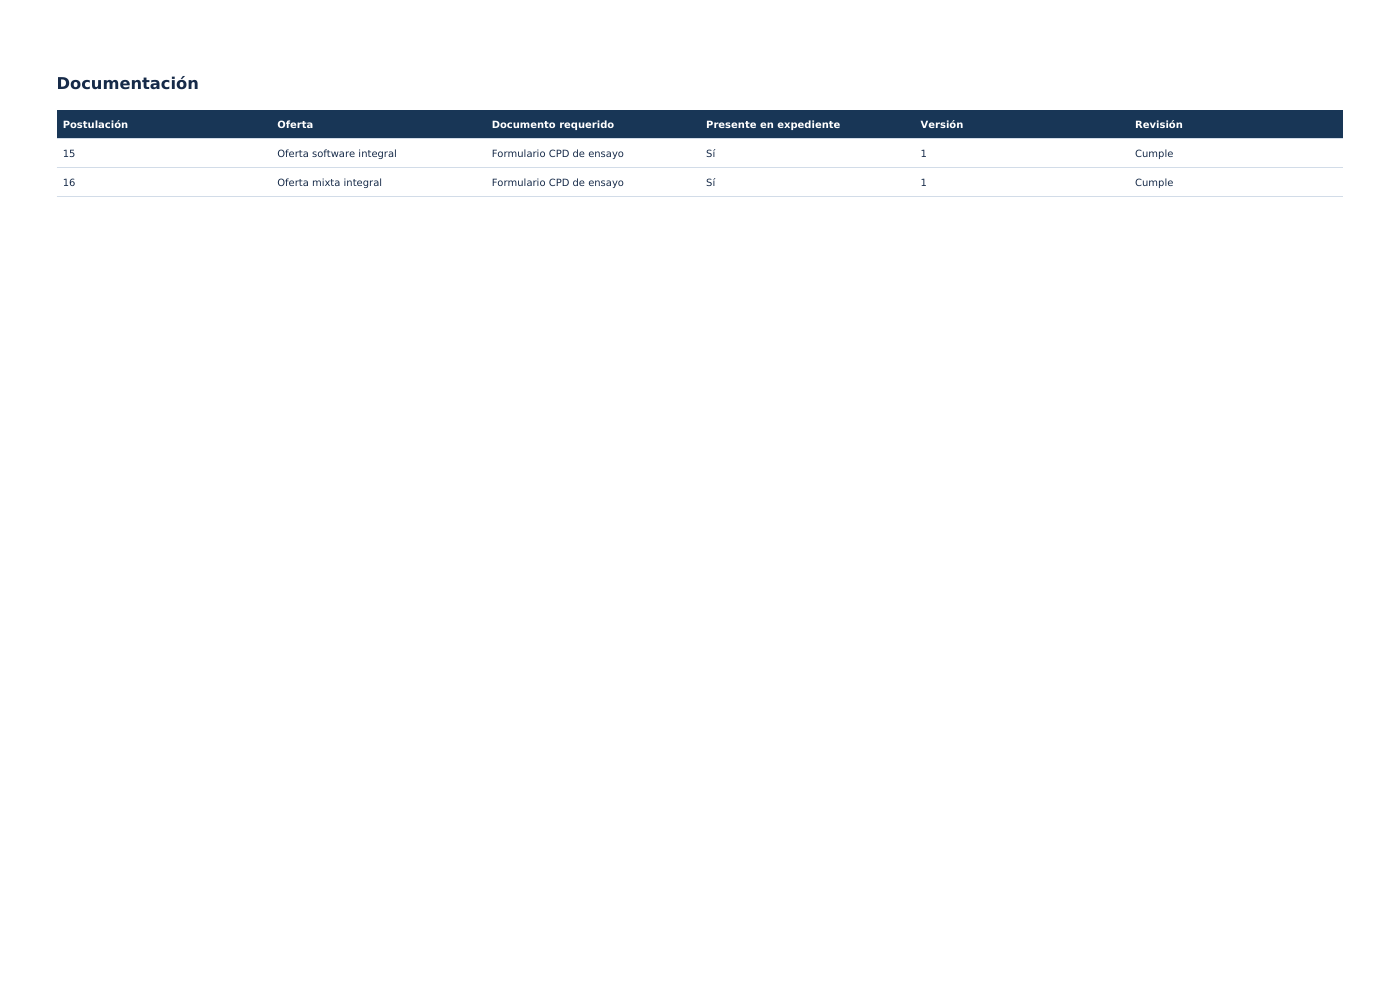 Documentación
Postulación Oferta Documento requerido Presente en expediente Versión Revisión
15 Oferta software integral Formulario CPD de ensayo Sí 1 Cumple
16 Oferta mixta integral Formulario CPD de ensayo Sí 1 Cumple